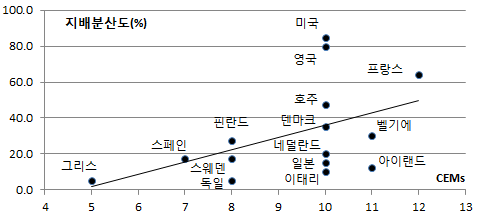 100.0
지배분산도(%)
미국
80.0
영국
프랑스
60.0
호주
핀란드
덴마크
벨기에
40.0
스페인
네덜란드
그리스
20.0
스웨덴
일본
아이랜드
독일
이태리
CEMs
0.0
4 5 6 7 8 9 10 11 12 13